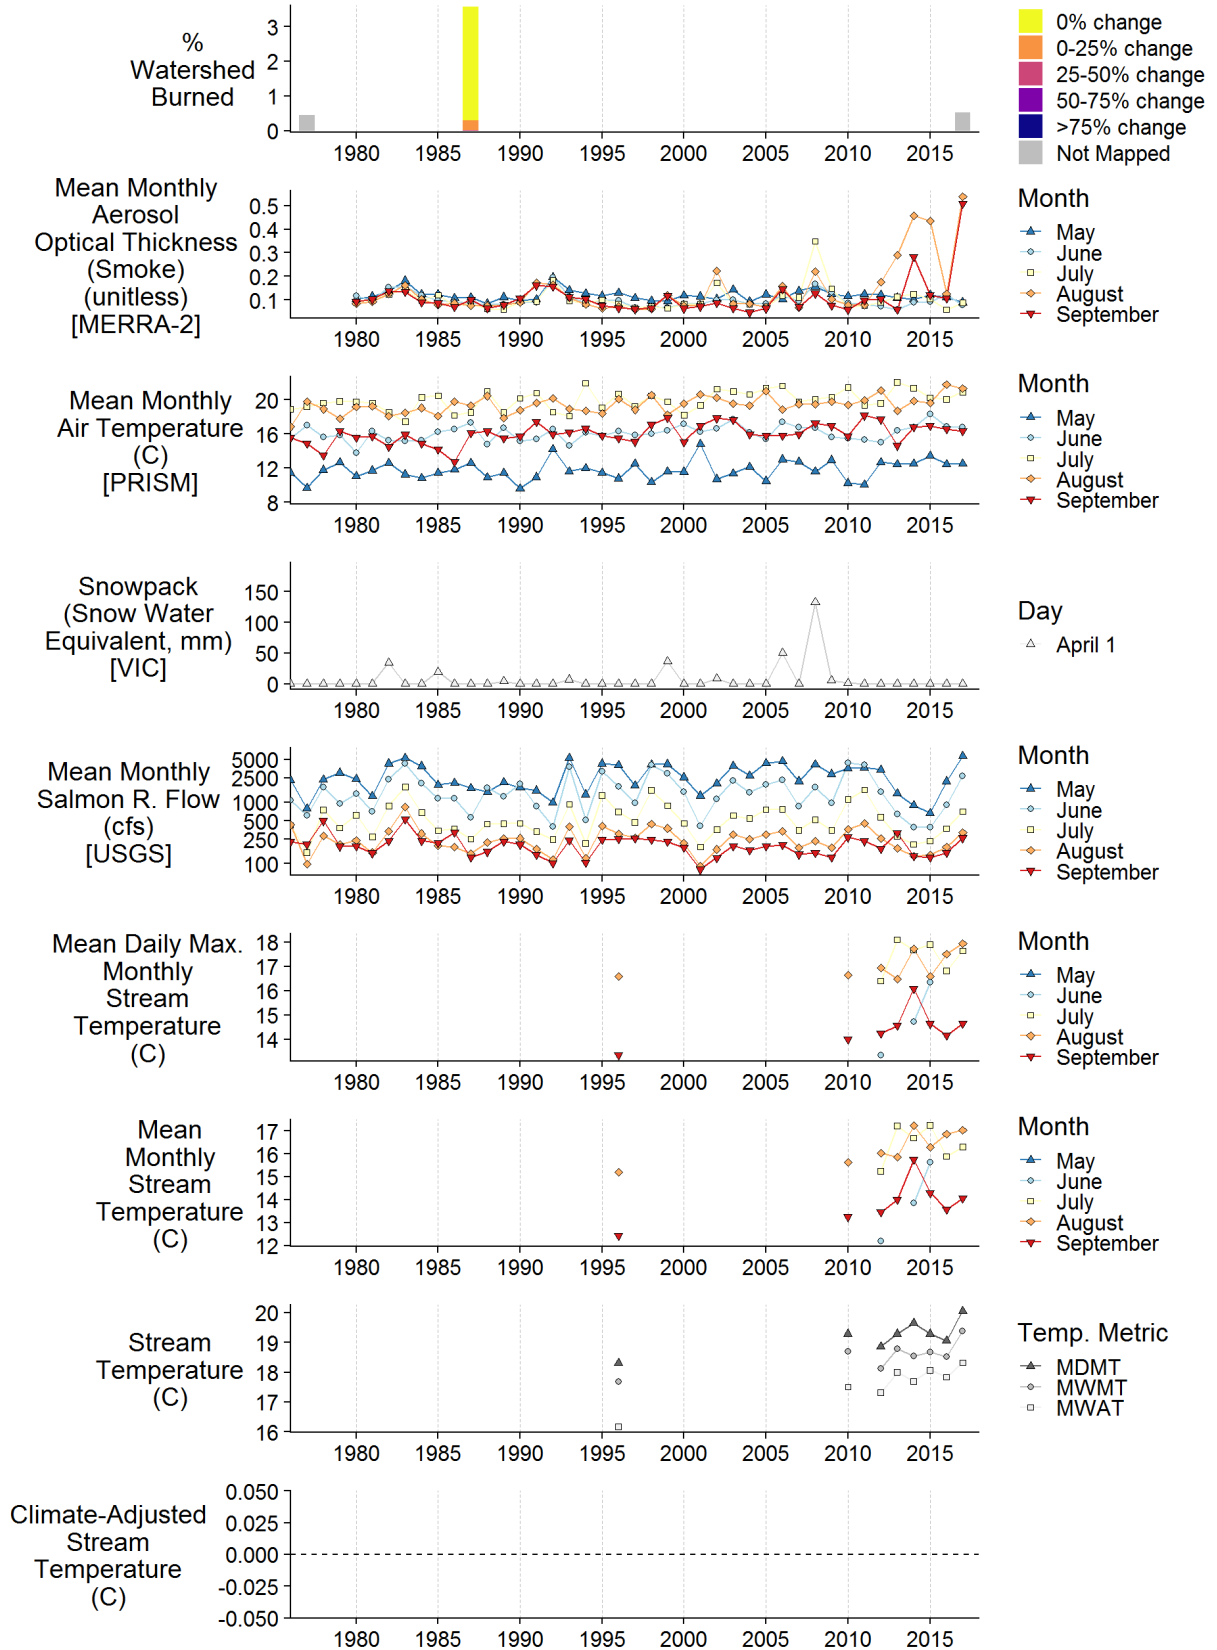 %
Watershed
Burned
3
2
1
0
1980 1985 1990 1995 2000 2005 2010 2015
0% change
0-25% change
25-50% change
50-75% change
>75% change
Not Mapped
Mean Monthly
Aerosol
Optical Thickness
(Smoke)
(unitless)
[MERRA-2]
0.5
0.4
0.3
0.2
0.1
1980 1985 1990 1995 2000 2005 2010 2015
Month
May
June
July
August
September
Mean Monthly
Air Temperature
(C)
[PRISM]
20
16
12
8
1980 1985 1990 1995 2000 2005 2010 2015
Month
May
June
July
August
September
Snowpack
(Snow Water
Equivalent, mm)
[VIC]
150
100
50
0
1980 1985 1990 1995 2000 2005 2010 2015
Day
April 1
Mean Monthly
Salmon R. Flow
(cfs)
[USGS]
5000
2500
1000
500
250
100
1980 1985 1990 1995 2000 2005 2010 2015
Month
May
June
July
August
September
Mean Daily Max.
Monthly
Stream
Temperature
(C)
18
17
16
15
14
1980 1985 1990 1995 2000 2005 2010 2015
Month
May
June
July
August
September
Mean
Monthly
Stream
Temperature
(C)
17
16
15
14
13
12
1980 1985 1990 1995 2000 2005 2010 2015
Month
May
June
July
August
September
Stream
Temperature
(C)
20
19
18
17
16
1980 1985 1990 1995 2000 2005 2010 2015
Temp. Metric
MDMT
MWMT
MWAT
Climate-Adjusted
Stream
Temperature
(C)
0.050
0.025
0.000
-0.025
-0.050
1980 1985 1990 1995 2000 2005 2010 2015